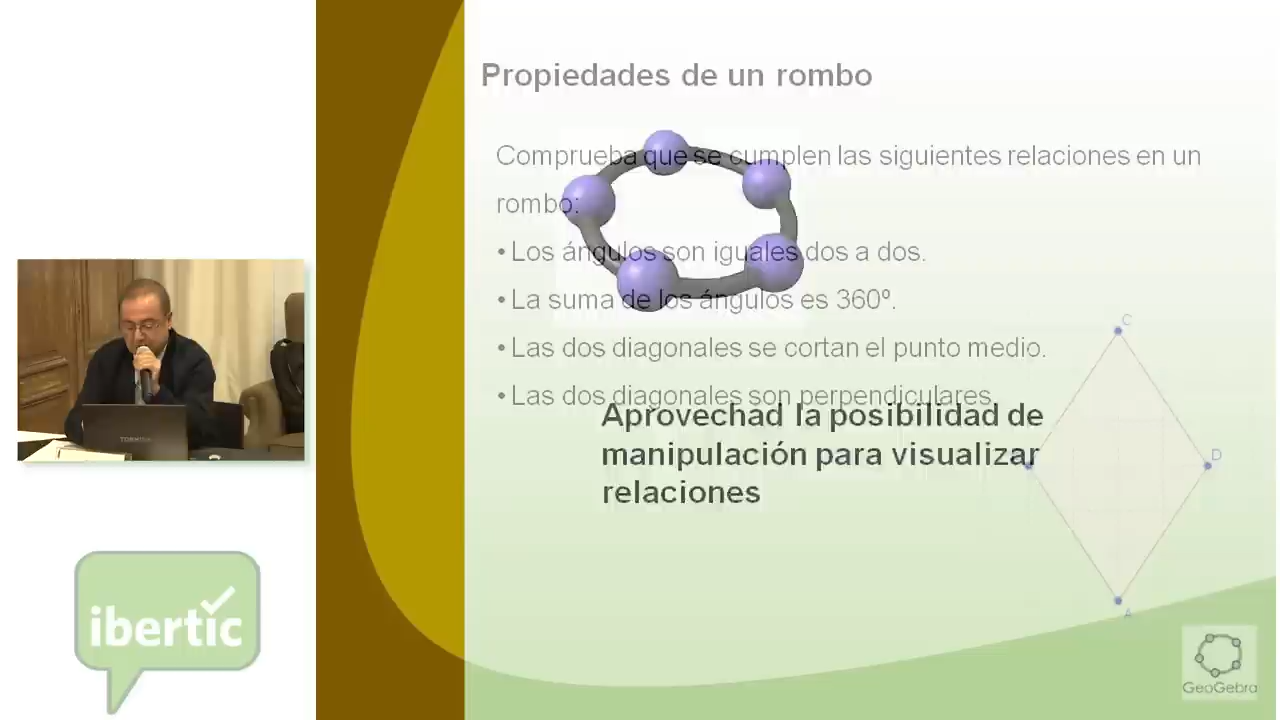 Propiedades de un rombo
Comprueba que se cumplen las siguientes relaciones en un
rombo:
• Los ángulos son iguales dos a dos.
• La suma de los ángulos es 360º.
• Las dos diagonales se cortan el punto medio.
• Las dos diagonales son perpendiculares.
Aprovechad la posibilidad de
manipulación para visualizar
relaciones
C
D
A
TOSHIBA
ibertic
GeoGebra